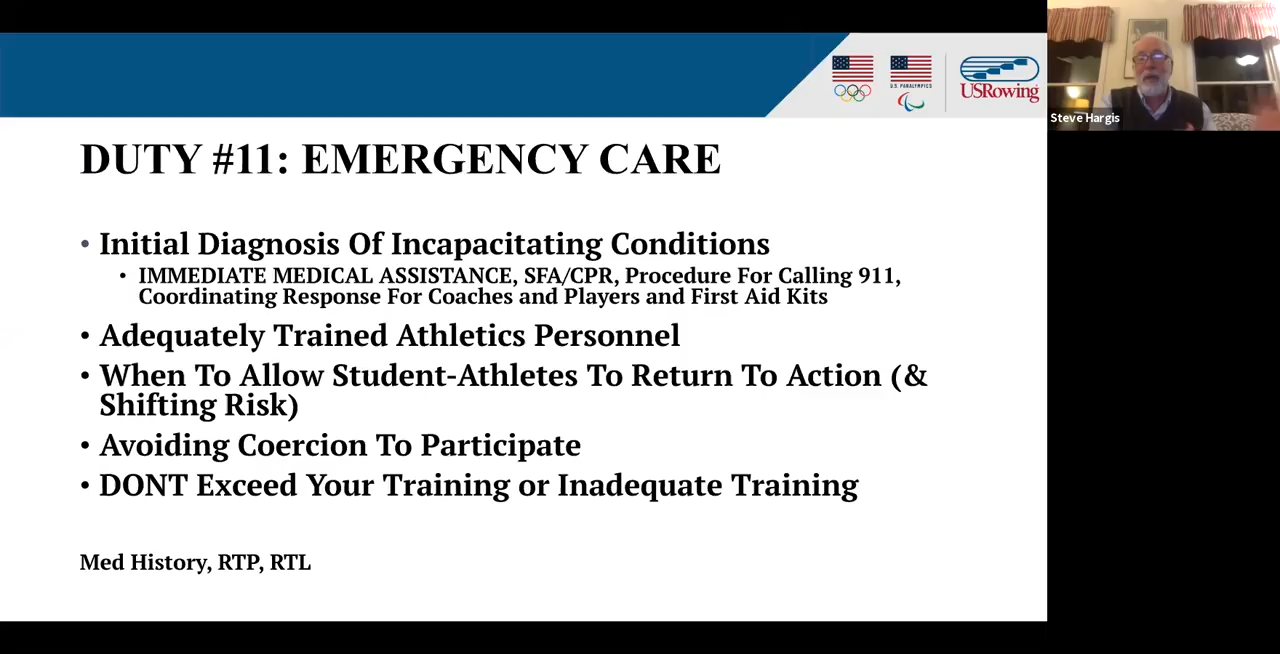 U.S. PARALYMPICS
USRowing
Steve Hargis
DUTY #11: EMERGENCY CARE
• Initial Diagnosis Of Incapacitating Conditions
• IMMEDIATE MEDICAL ASSISTANCE, SFA/CPR, Procedure For Calling 911,
Coordinating Response For Coaches and Players and First Aid Kits
• Adequately Trained Athletics Personnel
• When To Allow Student-Athletes To Return To Action (&
Shifting Risk)
• Avoiding Coercion To Participate
• DONT Exceed Your Training or Inadequate Training
Med History, RTP, RTL